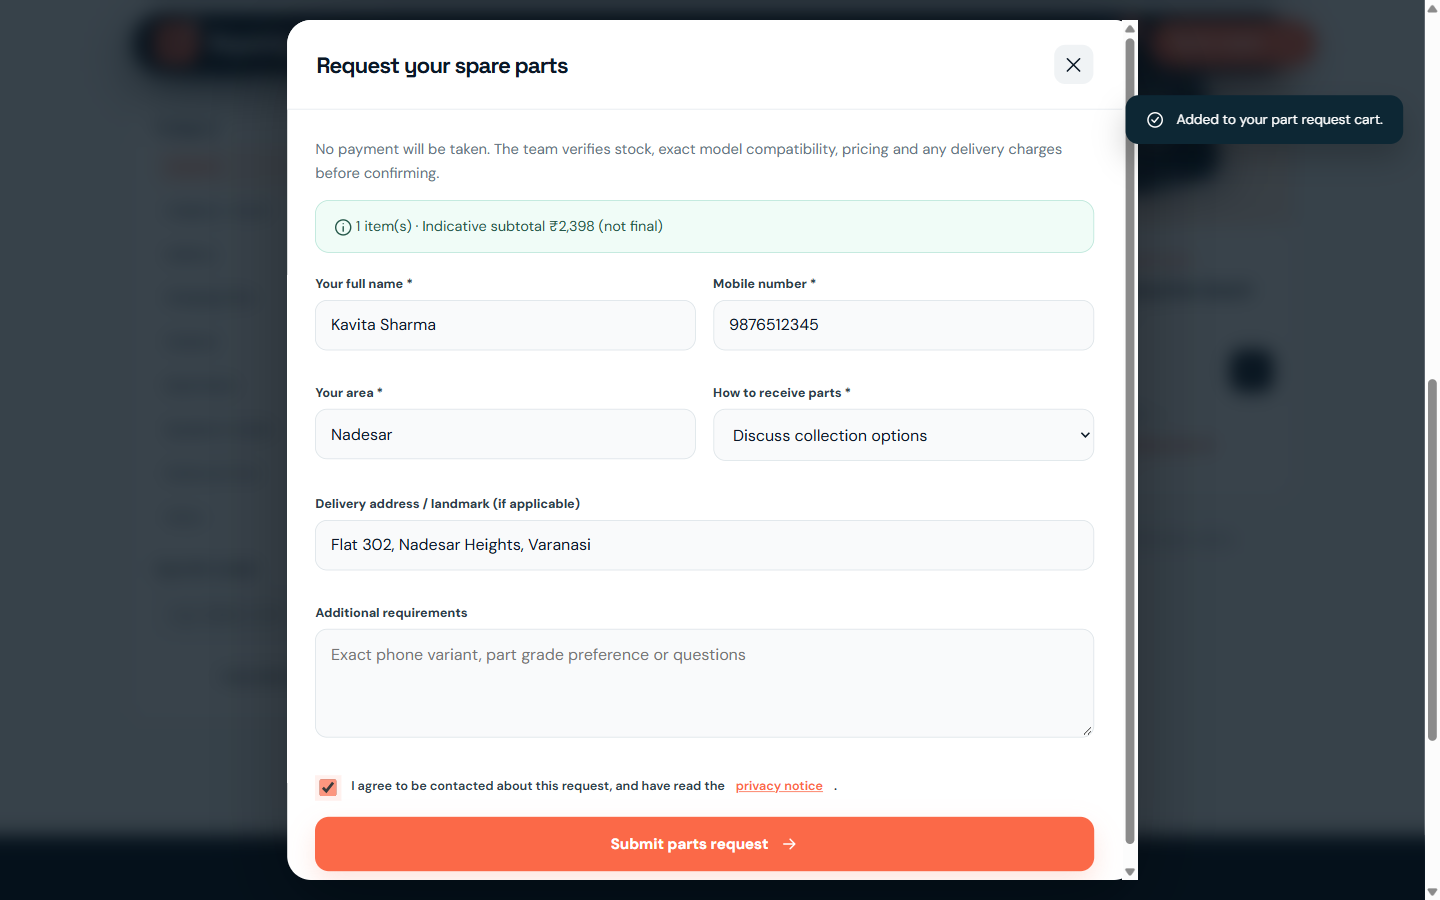 Request your spare parts
Added to your part request cart.
No payment will be taken. The team verifies stock, exact model compatibility, pricing and any delivery charges
before confirming.
1 item(s) · Indicative subtotal ₹2,398 (not final)
Your full name *
Mobile number *
Kavita Sharma
9876512345
Your area *
How to receive parts *
Nadesar
Discuss collection options
Delivery address / landmark (if applicable)
Flat 302, Nadesar Heights, Varanasi
Additional requirements
Exact phone variant, part grade preference or questions
I agree to be contacted about this request, and have read the privacy notice .
Submit parts request →